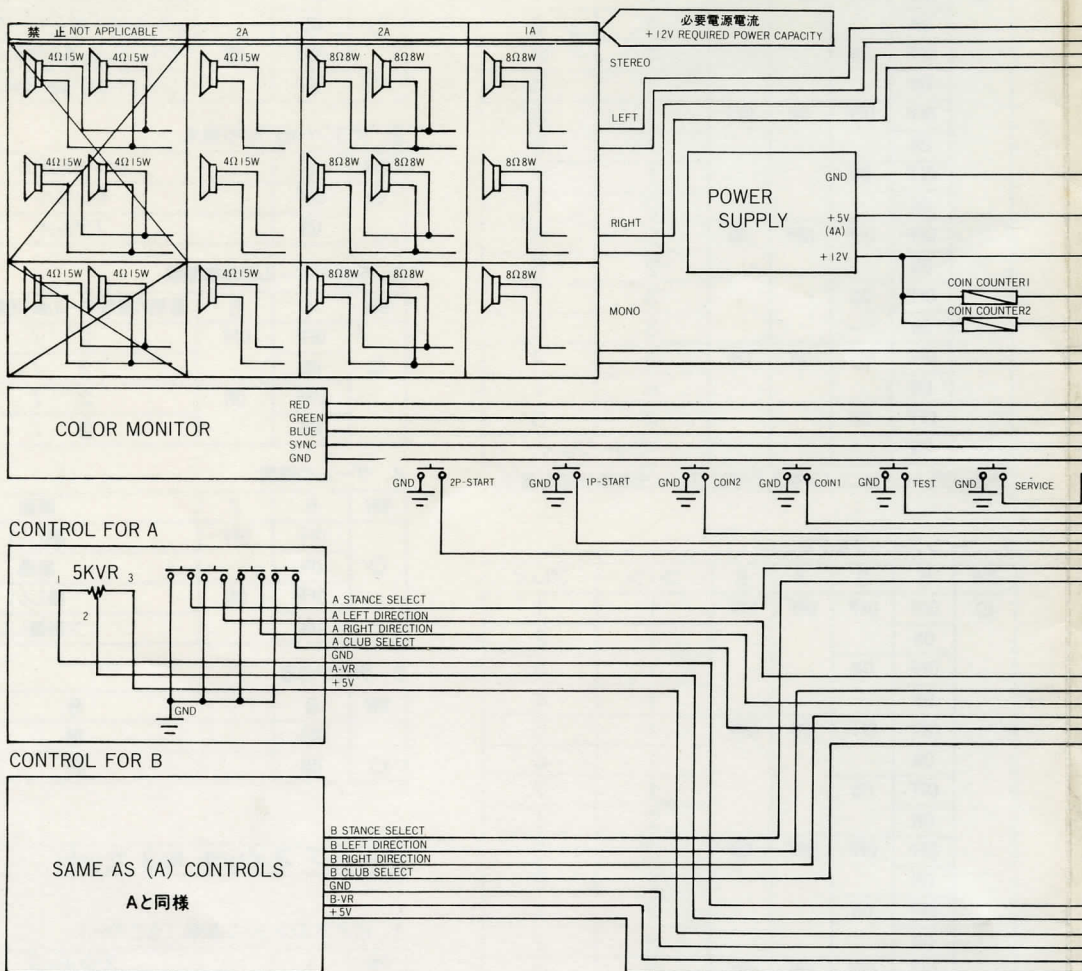 禁 止 NOT APPLICABLE
2A
2A
1A
必要電源電流
+12V REQUIRED POWER CAPACITY
4Ω15W 4Ω15W 4Ω15W 8Ω8W 8Ω8W 8Ω8W
STEREO
LEFT
4Ω15W 4Ω15W 4Ω15W 8Ω8W 8Ω8W 8Ω8W
RIGHT
4Ω15W 4Ω15W 4Ω15W 8Ω8W 8Ω8W 8Ω8W
MONO
POWER
SUPPLY
GND
+5V
(4A)
+12V
COIN COUNTER1
COIN COUNTER2
COLOR MONITOR
RED
GREEN
BLUE
SYNC
GND
GND 2P-START GND 1P-START GND COIN2 GND COIN1 GND TEST GND SERVICE
CONTROL FOR A
1 5KVR 3
2
GND
A STANCE SELECT
A LEFT DIRECTION
A RIGHT DIRECTION
A CLUB SELECT
GND
A-VR
+5V
CONTROL FOR B
SAME AS (A) CONTROLS
Aと同様
B STANCE SELECT
B LEFT DIRECTION
B RIGHT DIRECTION
B CLUB SELECT
GND
B-VR
+5V